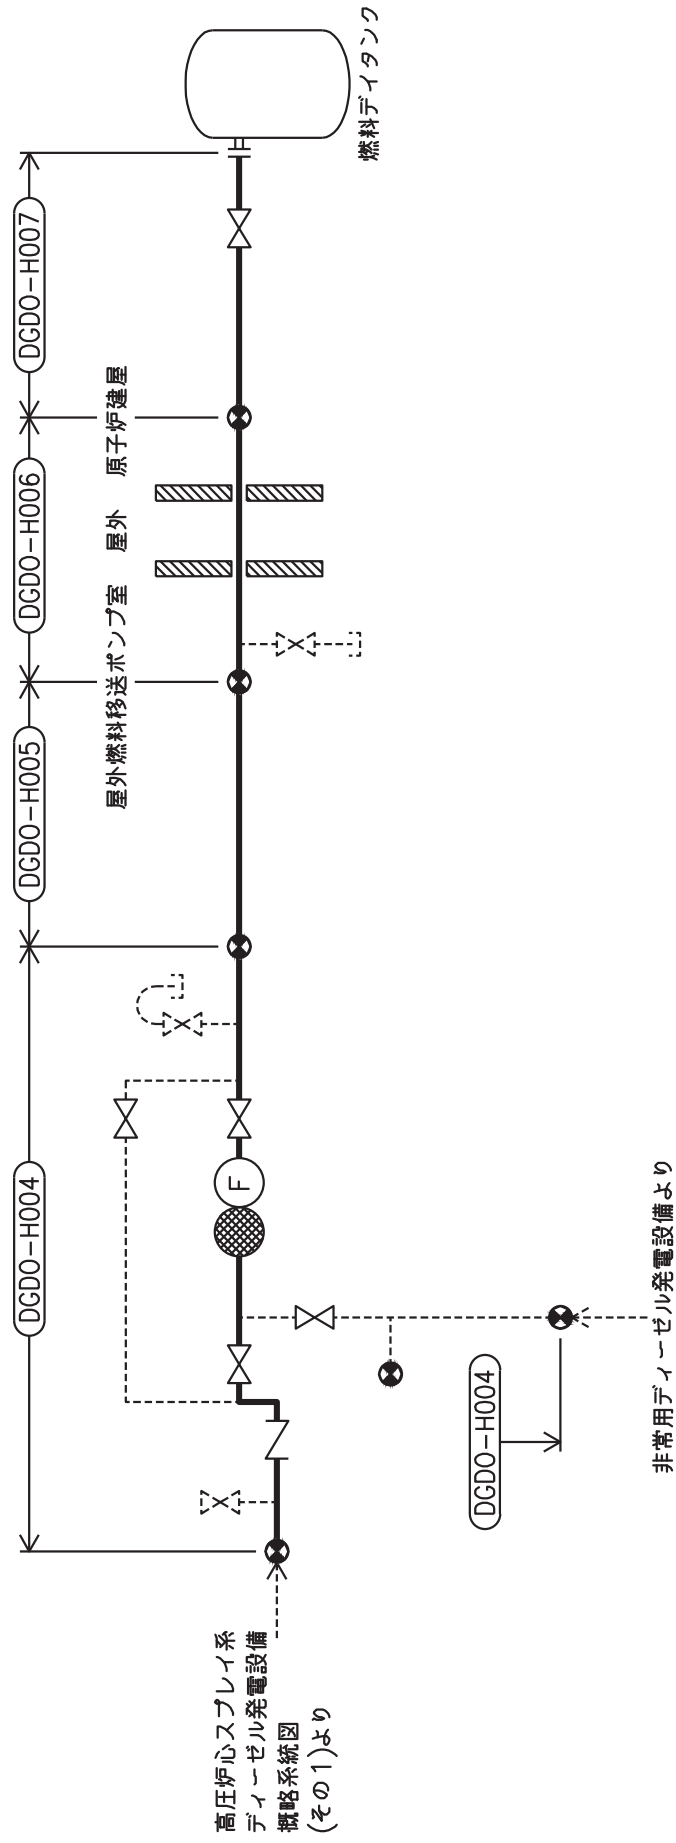 高圧炉心スプレイ系
ディーゼル発電設備
概略系統図
(その1)より
DGDO-H004
DGDO-H005
DGDO-H006
DGDO-H007
屋外燃料移送ポンプ室
屋外
原子炉建屋
F
燃料デイタンク
DGDO-H004
非常用ディーゼル発電設備より